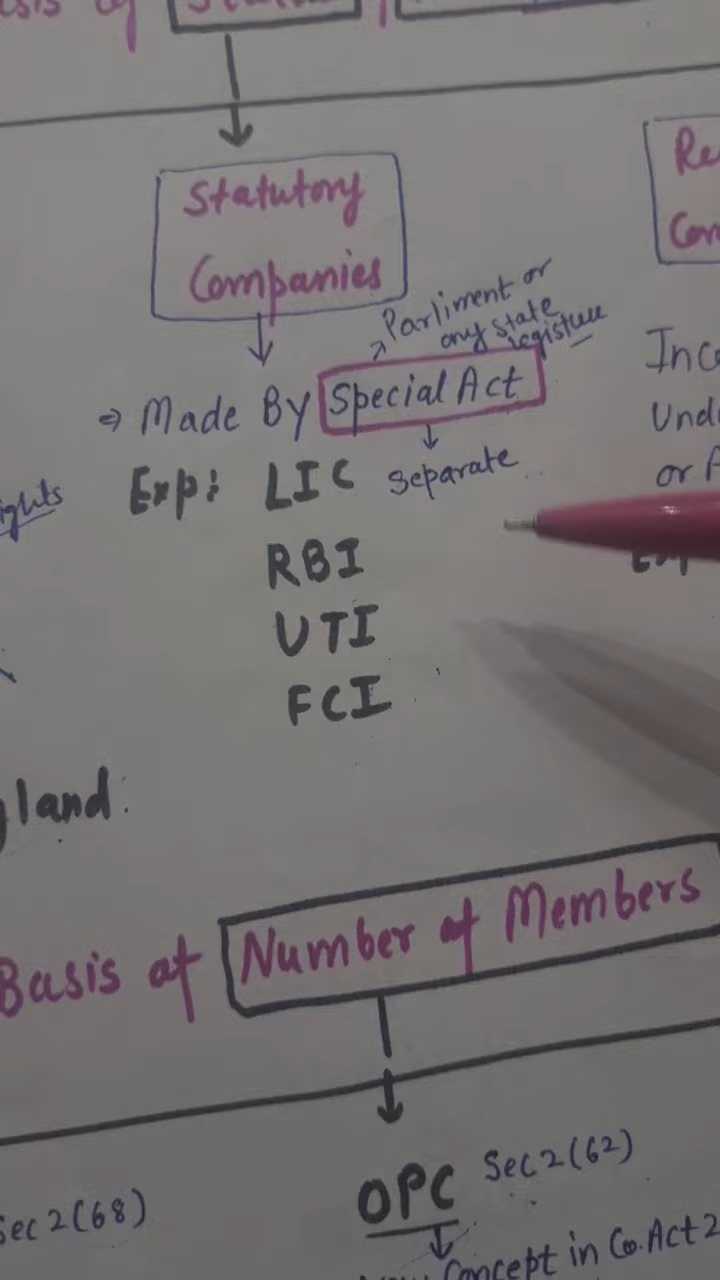 Statutory
Companies
Parliment or
any state
legisture
⇒ Made By Special Act
Separate
Exp: LIC
RBI
UTI
FCI
land:
Basis of Number of Members
OPC Sec 2(62)
Sec 2(68)
Concept in Co. Act 2